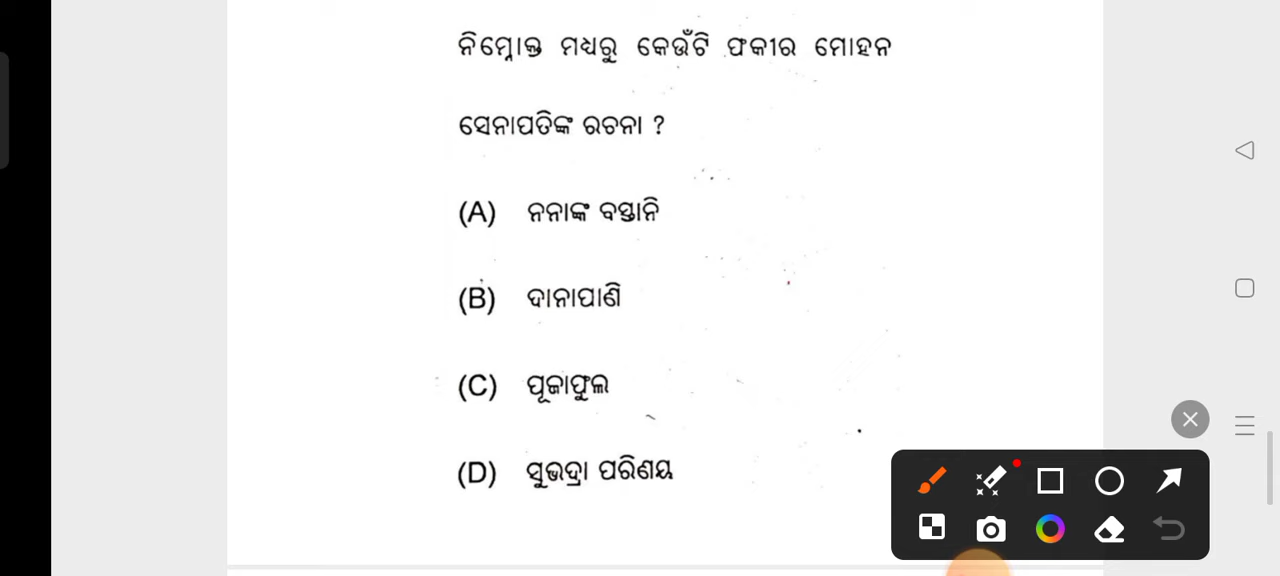 ନିମ୍ନୋକ୍ତ ମଧ୍ୟରୁ କେଉଁଟି ଫକୀର ମୋହନ
ସେନାପତିଙ୍କ ରଚନା ?
(A) ନନାଙ୍କ ବସ୍ତାନି
(B) ଦାନାପାଣି
(C) ପୂଜାଫୁଲ
(D) ସୁଭଦ୍ରା ପରିଣୟ